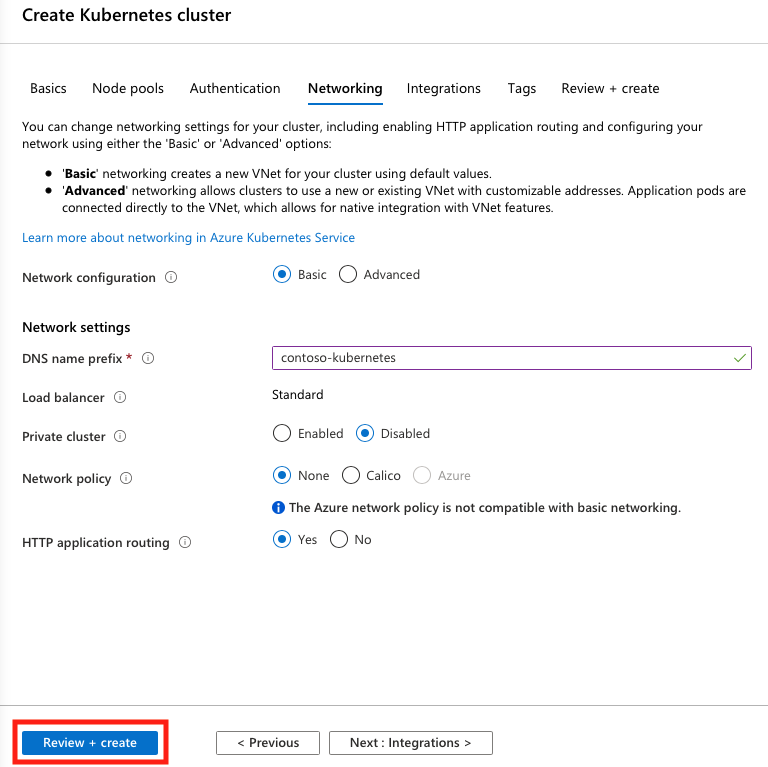 Create Kubernetes cluster
Basics Node pools Authentication Networking Integrations Tags Review + create
You can change networking settings for your cluster, including enabling HTTP application routing and configuring your
network using either the 'Basic' or 'Advanced' options:
• 'Basic' networking creates a new VNet for your cluster using default values.
• 'Advanced' networking allows clusters to use a new or existing VNet with customizable addresses. Application pods are
connected directly to the VNet, which allows for native integration with VNet features.
Learn more about networking in Azure Kubernetes Service
Network configuration Basic Advanced
Network settings
DNS name prefix * contoso-kubernetes
Load balancer Standard
Private cluster Enabled Disabled
Network policy None Calico Azure
The Azure network policy is not compatible with basic networking.
HTTP application routing Yes No
Review + create < Previous Next : Integrations >